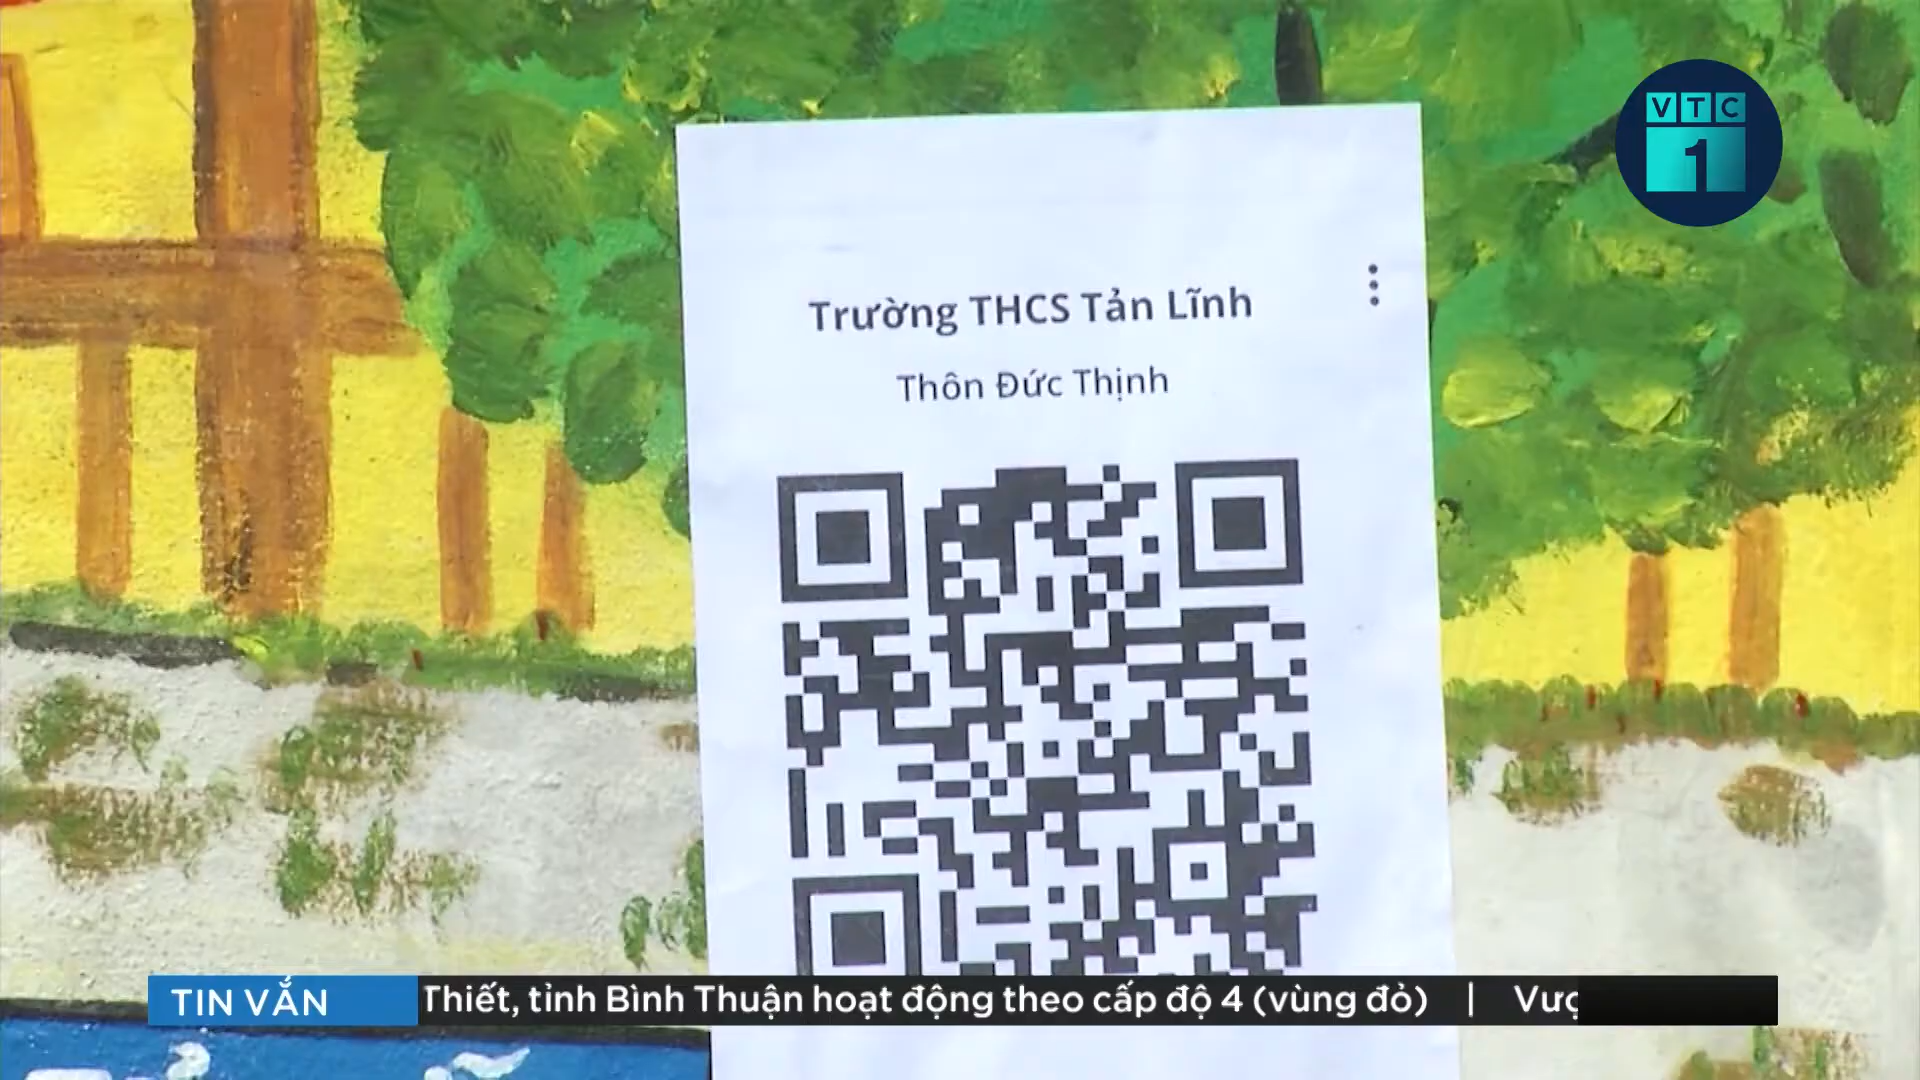 VTC
1
Trường THCS Tản Lĩnh
Thôn Đức Thịnh
TIN VẮN
Thiết, tỉnh Bình Thuận hoạt động theo cấp độ 4 (vùng đỏ) |